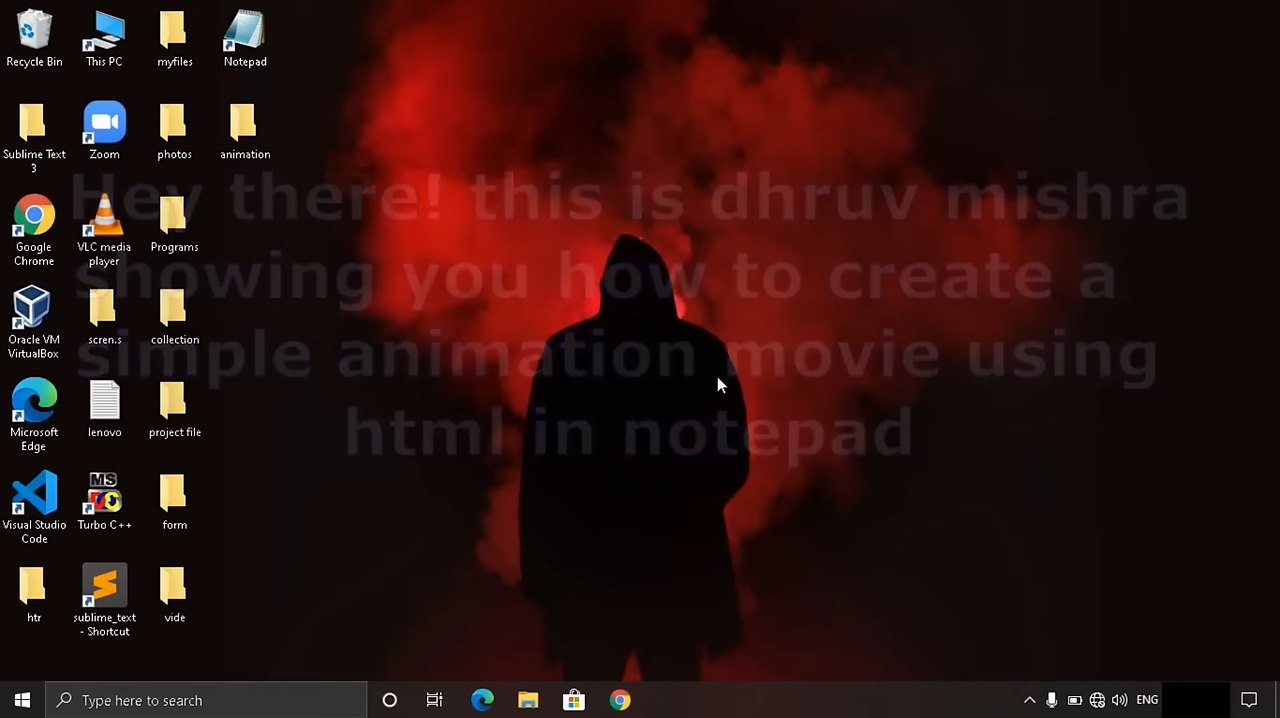 Recycle Bin
This PC
myfiles
Notepad
Sublime Text
3
Zoom
photos
animation
Hey there! this is dhruv mishra
showing you how to create a
simple animation movie using
html in notepad
Google
Chrome
VLC media
player
Programs
Oracle VM
VirtualBox
scren.s
collection
Microsoft
Edge
lenovo
project file
Visual Studio
Code
MS
Turbo C++
form
htr
sublime_text
- Shortcut
vide
Type here to search
ENG